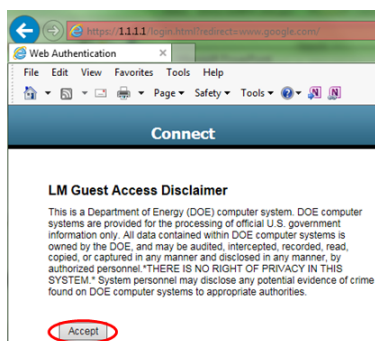 https://1.1.1.1/login.html?redirect=www.google.com/
Web Authentication
File Edit View Favorites Tools Help
Page Safety Tools
Connect
LM Guest Access Disclaimer
This is a Department of Energy (DOE) computer system. DOE computer
systems are provided for the processing of official U.S. government
information only. All data contained within DOE computer systems is
owned by the DOE, and may be audited, intercepted, recorded, read,
copied, or captured in any manner and disclosed in any manner, by
authorized personnel.*THERE IS NO RIGHT OF PRIVACY IN THIS
SYSTEM.* System personnel may disclose any potential evidence of crime
found on DOE computer systems to appropriate authorities.
Accept